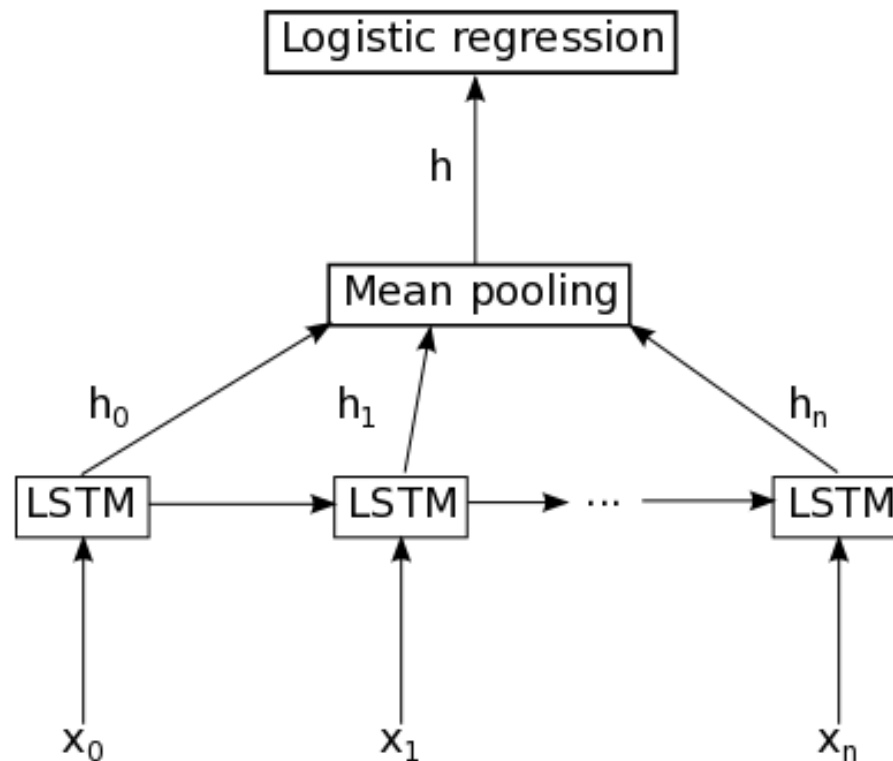 Logistic regression
h
Mean pooling
h₀ h₁ hₙ
LSTM LSTM ... LSTM
x₀ x₁ xₙ